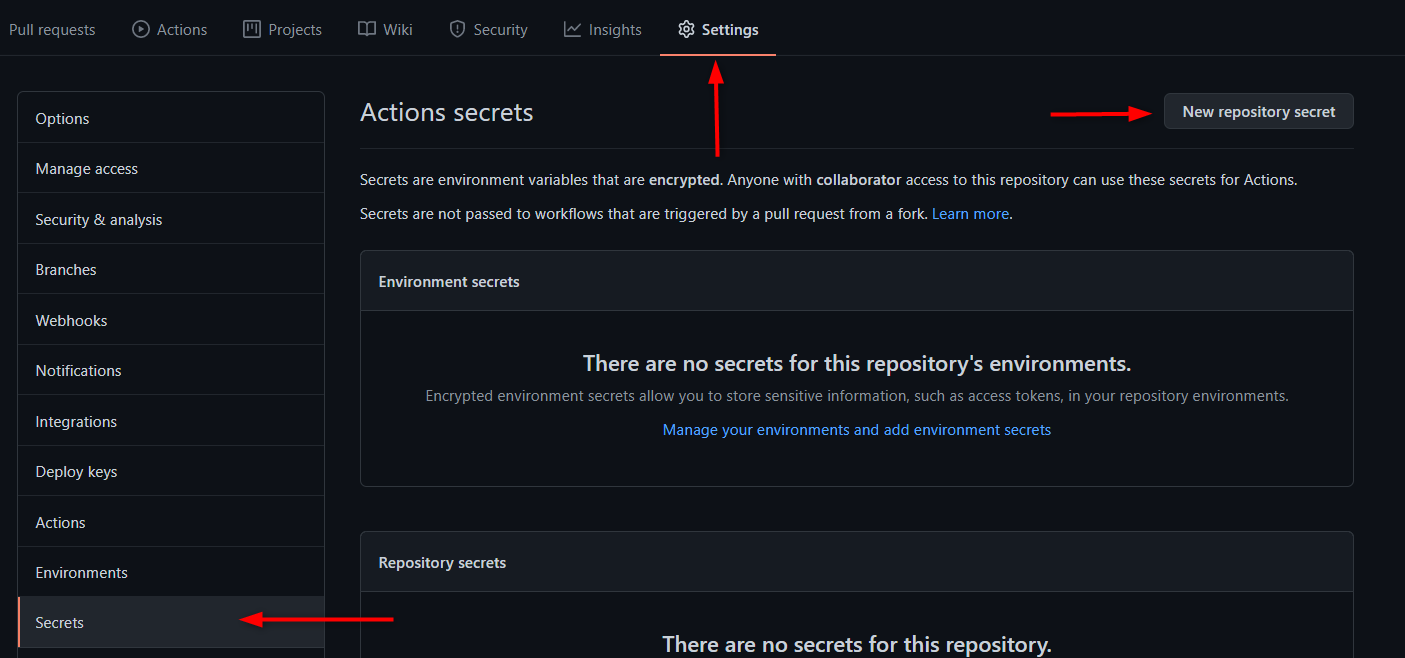 Pull requests Actions Projects Wiki Security Insights Settings
Options
Manage access
Security & analysis
Branches
Webhooks
Notifications
Integrations
Deploy keys
Actions
Environments
Secrets
Actions secrets
New repository secret
Secrets are environment variables that are encrypted. Anyone with collaborator access to this repository can use these secrets for Actions.
Secrets are not passed to workflows that are triggered by a pull request from a fork. Learn more.
Environment secrets
There are no secrets for this repository's environments.
Encrypted environment secrets allow you to store sensitive information, such as access tokens, in your repository environments.
Manage your environments and add environment secrets
Repository secrets
There are no secrets for this repository.